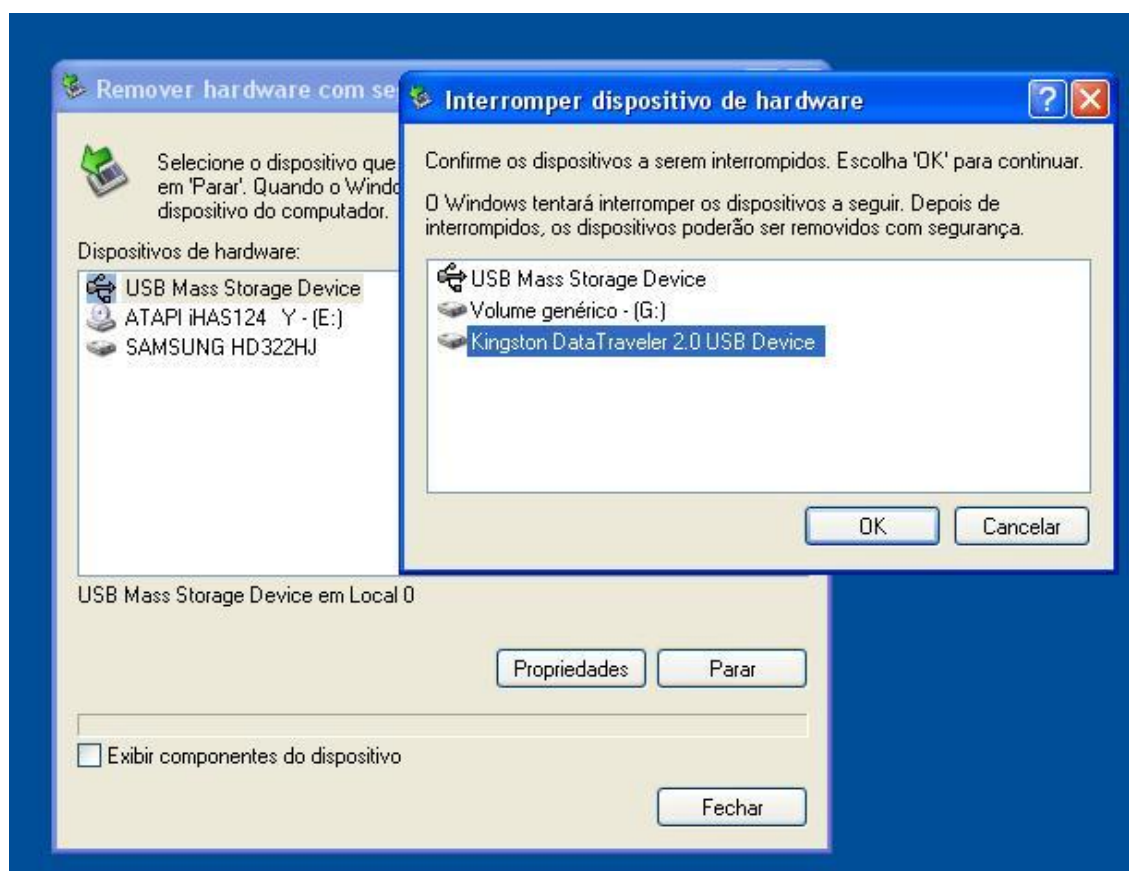 Remover hardware com se
Selecione o dispositivo que
em 'Parar'. Quando o Windo
dispositivo do computador.
Dispositivos de hardware:
USB Mass Storage Device
ATAPI iHAS124 Y - (E:)
SAMSUNG HD322HJ
USB Mass Storage Device em Local 0
Propriedades
Parar
Exibir componentes do dispositivo
Fechar
Interromper dispositivo de hardware
Confirme os dispositivos a serem interrompidos. Escolha 'OK' para continuar.
O Windows tentará interromper os dispositivos a seguir. Depois de
interrompidos, os dispositivos poderão ser removidos com segurança.
USB Mass Storage Device
Volume genérico - (G:)
Kingston DataTraveler 2.0 USB Device
OK
Cancelar